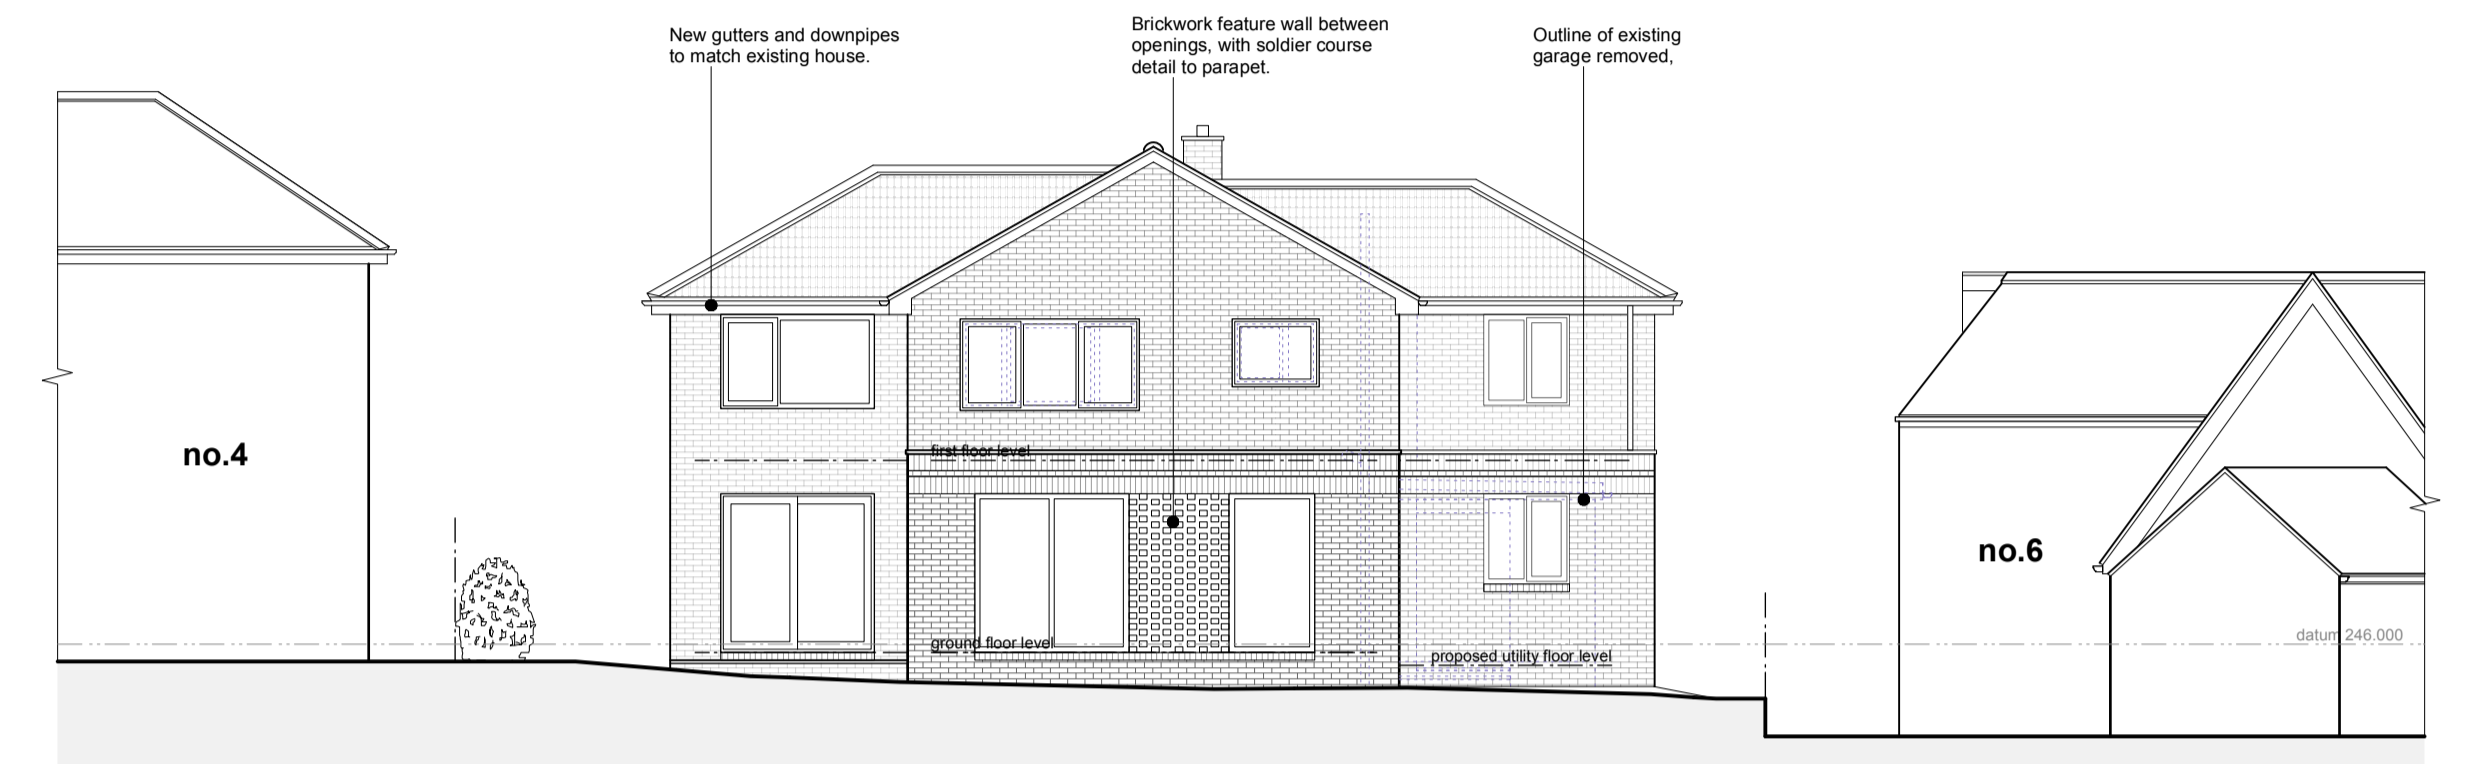 New gutters and downpipes
to match existing house.
Brickwork feature wall between
openings, with soldier course
detail to parapet.
Outline of existing
garage removed,
no.4
first floor level
no.6
ground floor level
datum 246.000
proposed utility floor level